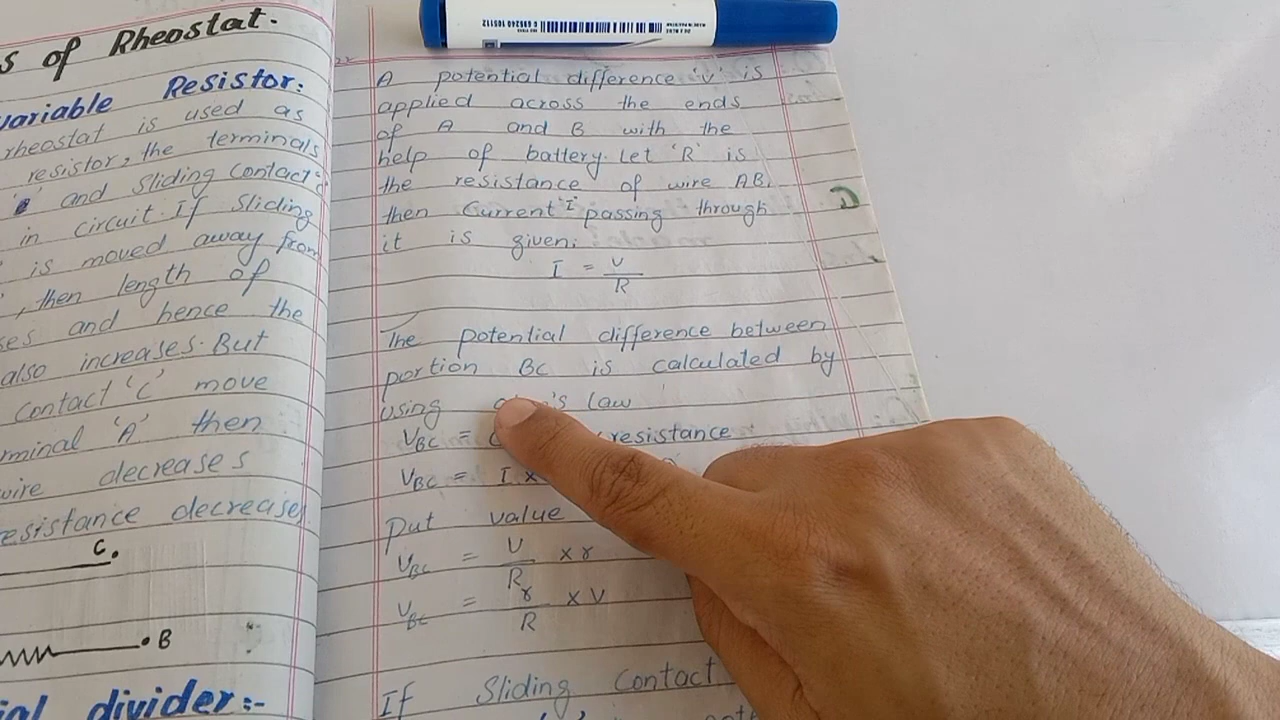 s of Rheostat.
variable Resistor:
rheostat is used as
resistor, the terminals
and Sliding Contact
in circuit. If Sliding
is moved away from
, then length of
ses and hence the
also increases. But
Contact 'C' move
minal 'A' then
wire decreases
resistance decreases
C.
B
ial divider:-
A potential difference 'v' is
applied across the ends
of A and B with the
help of battery. Let 'R' is
the resistance of wire AB.
then Current 'I' passing through
it is given.
I = v/R
The potential difference between
portion BC is calculated by
using law
VBC = resistance
VBC = I x
Put value
VBC = V/R x r
VBC = r/R x V
If Sliding Contact